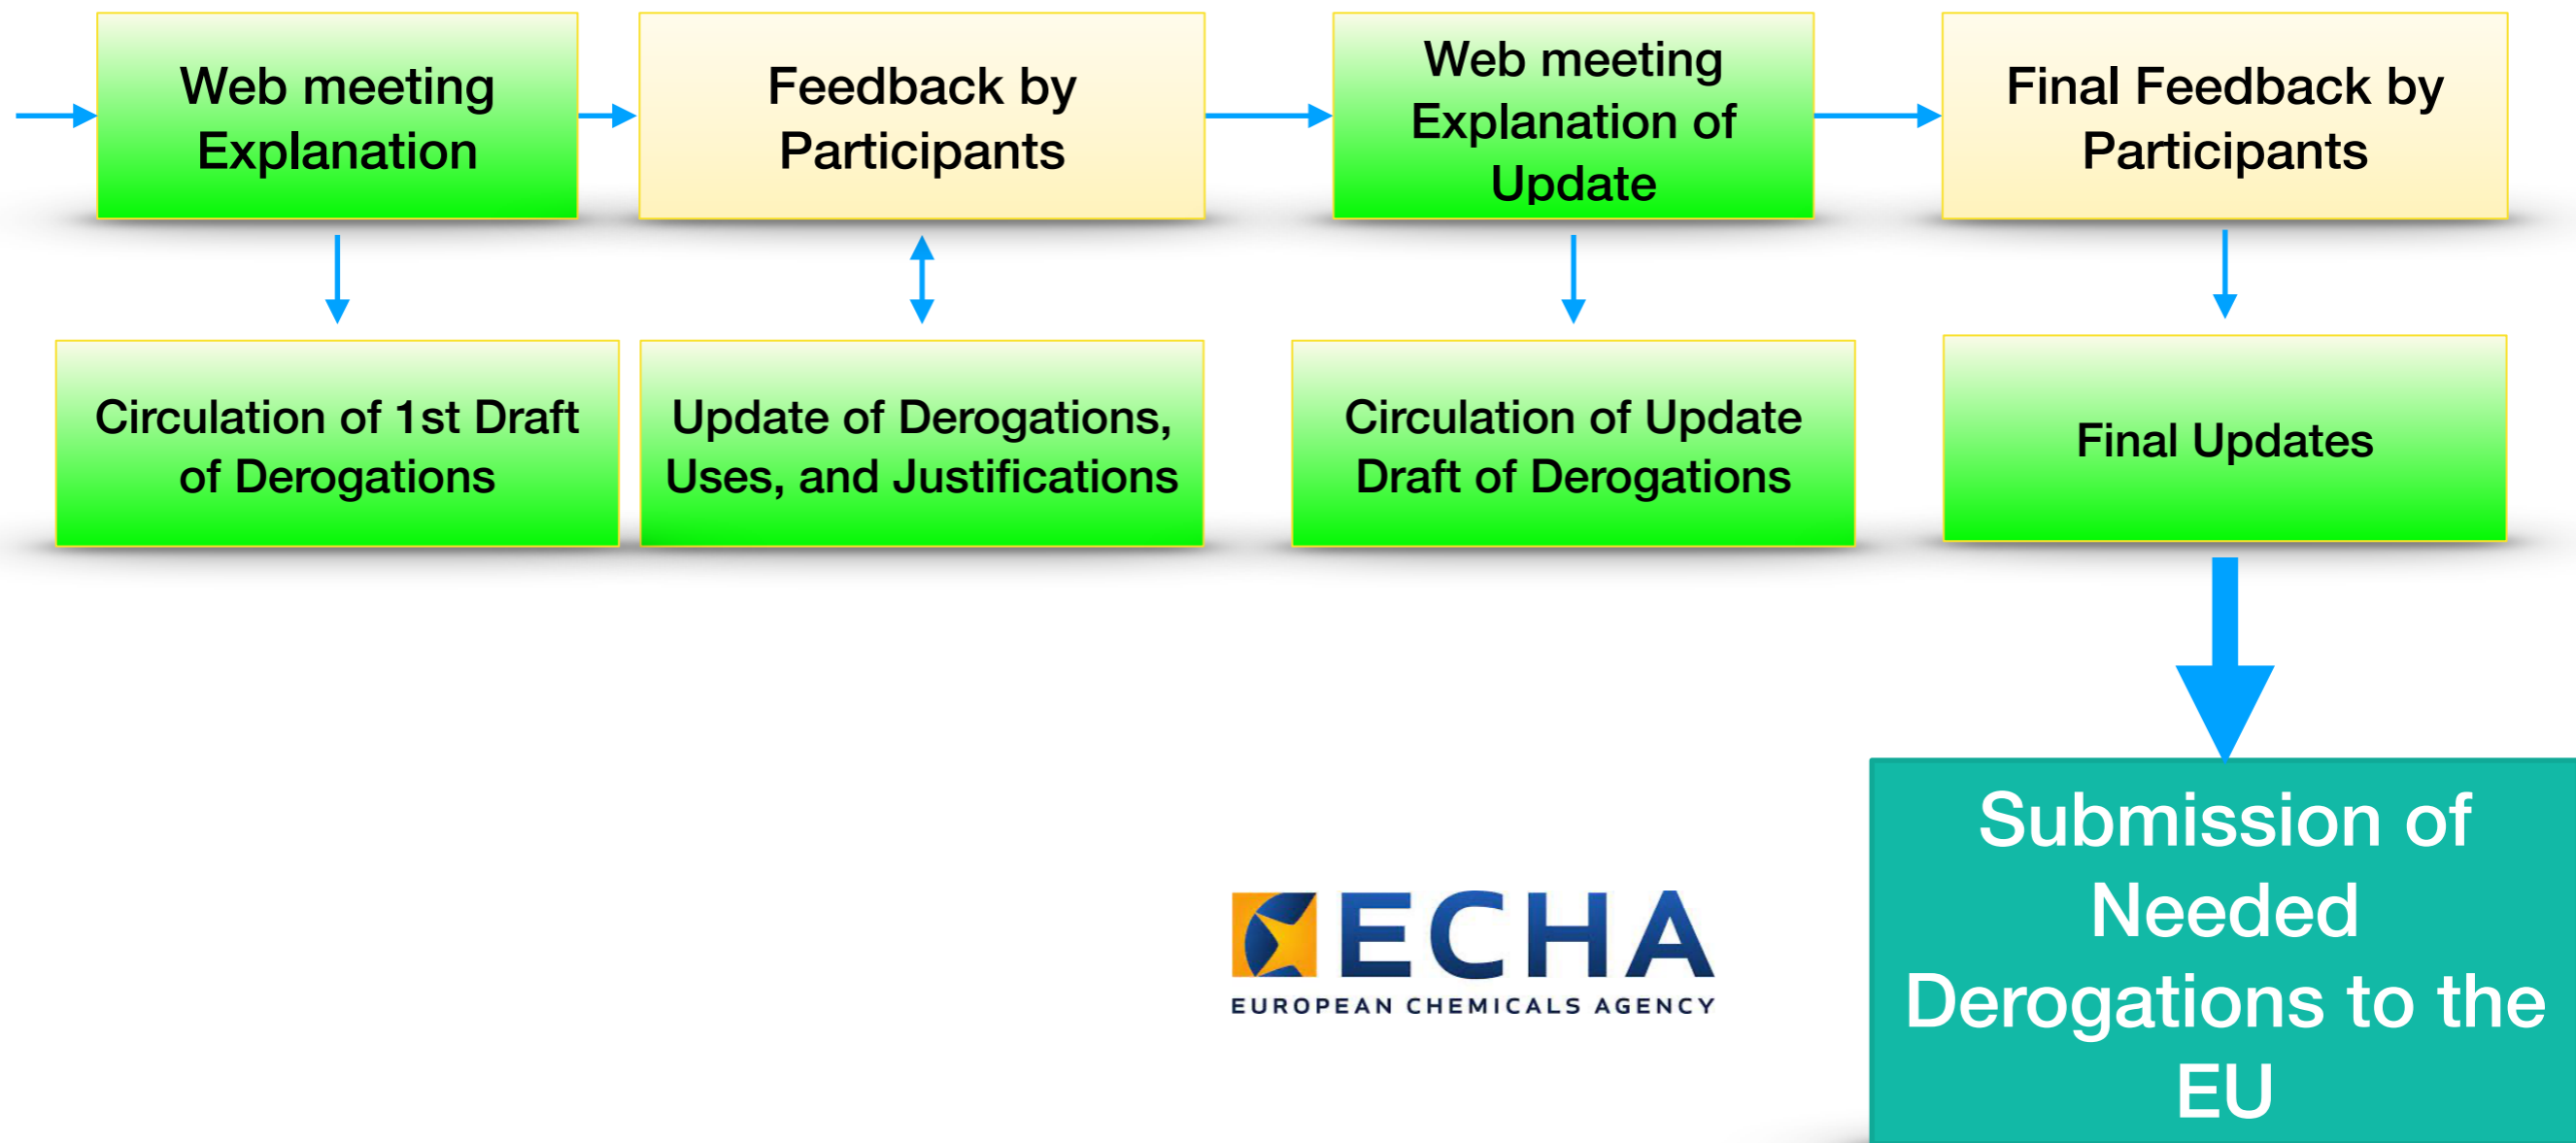 Web meeting
Explanation
Feedback by
Participants
Web meeting
Explanation of
Update
Final Feedback by
Participants
Circulation of 1st Draft
of Derogations
Update of Derogations,
Uses, and Justifications
Circulation of Update
Draft of Derogations
Final Updates
Submission of
Needed
Derogations to the
EU
ECHA
EUROPEAN CHEMICALS AGENCY